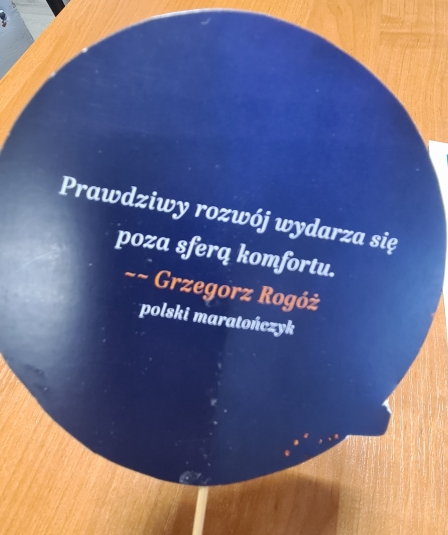 Prawdziwy rozwój wydarza się
poza sferą komfortu.
~~ Grzegorz Rogóż
polski maratończyk